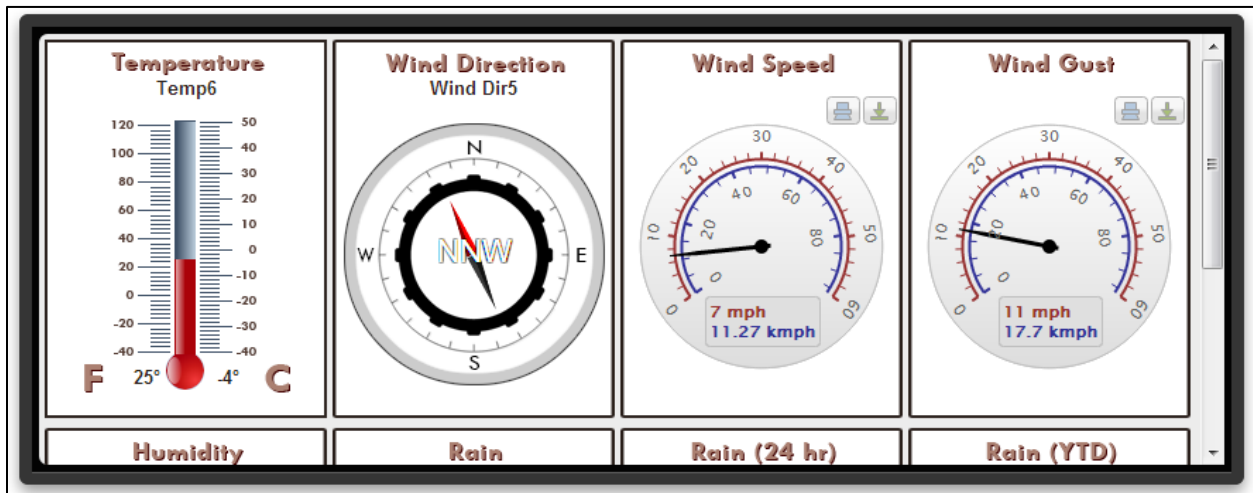 Temperature
Temp6
120
100
80
60
40
20
0
-20
-40
50
40
30
20
10
0
-10
-20
-30
-40
F
25°
-4°
C
Wind Direction
Wind Dir5
N
W
NNW
E
S
Wind Speed
0
10
20
30
40
50
60
0
20
40
60
80
7 mph
11.27 kmph
Wind Gust
0
10
20
30
40
50
60
0
20
40
60
80
11 mph
17.7 kmph
Humidity
Rain
Rain (24 hr)
Rain (YTD)